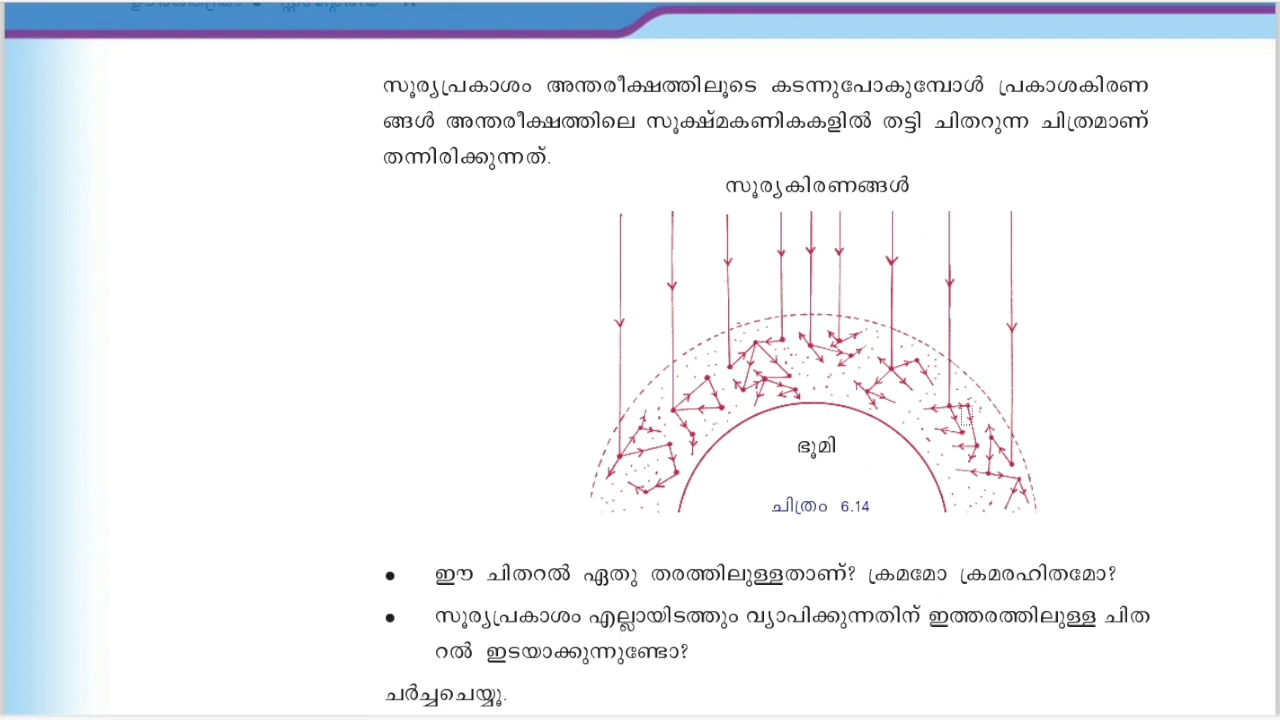 സൂര്യപ്രകാശം അന്തരീക്ഷത്തിലൂടെ കടന്നുപോകുമ്പോൾ പ്രകാശകിരണ
ങ്ങൾ അന്തരീക്ഷത്തിലെ സൂക്ഷ്മകണികകളിൽ തട്ടി ചിതറുന്ന ചിത്രമാണ്
തന്നിരിക്കുന്നത്.
സൂര്യകിരണങ്ങൾ
ഭൂമി
ചിത്രം 6.14
• ഈ ചിതറൽ ഏതു തരത്തിലുള്ളതാണ്? ക്രമമോ ക്രമരഹിതമോ?
• സൂര്യപ്രകാശം എല്ലായിടത്തും വ്യാപിക്കുന്നതിന് ഇത്തരത്തിലുള്ള ചിത
റൽ ഇടയാക്കുന്നുണ്ടോ?
ചർച്ചചെയ്യൂ.